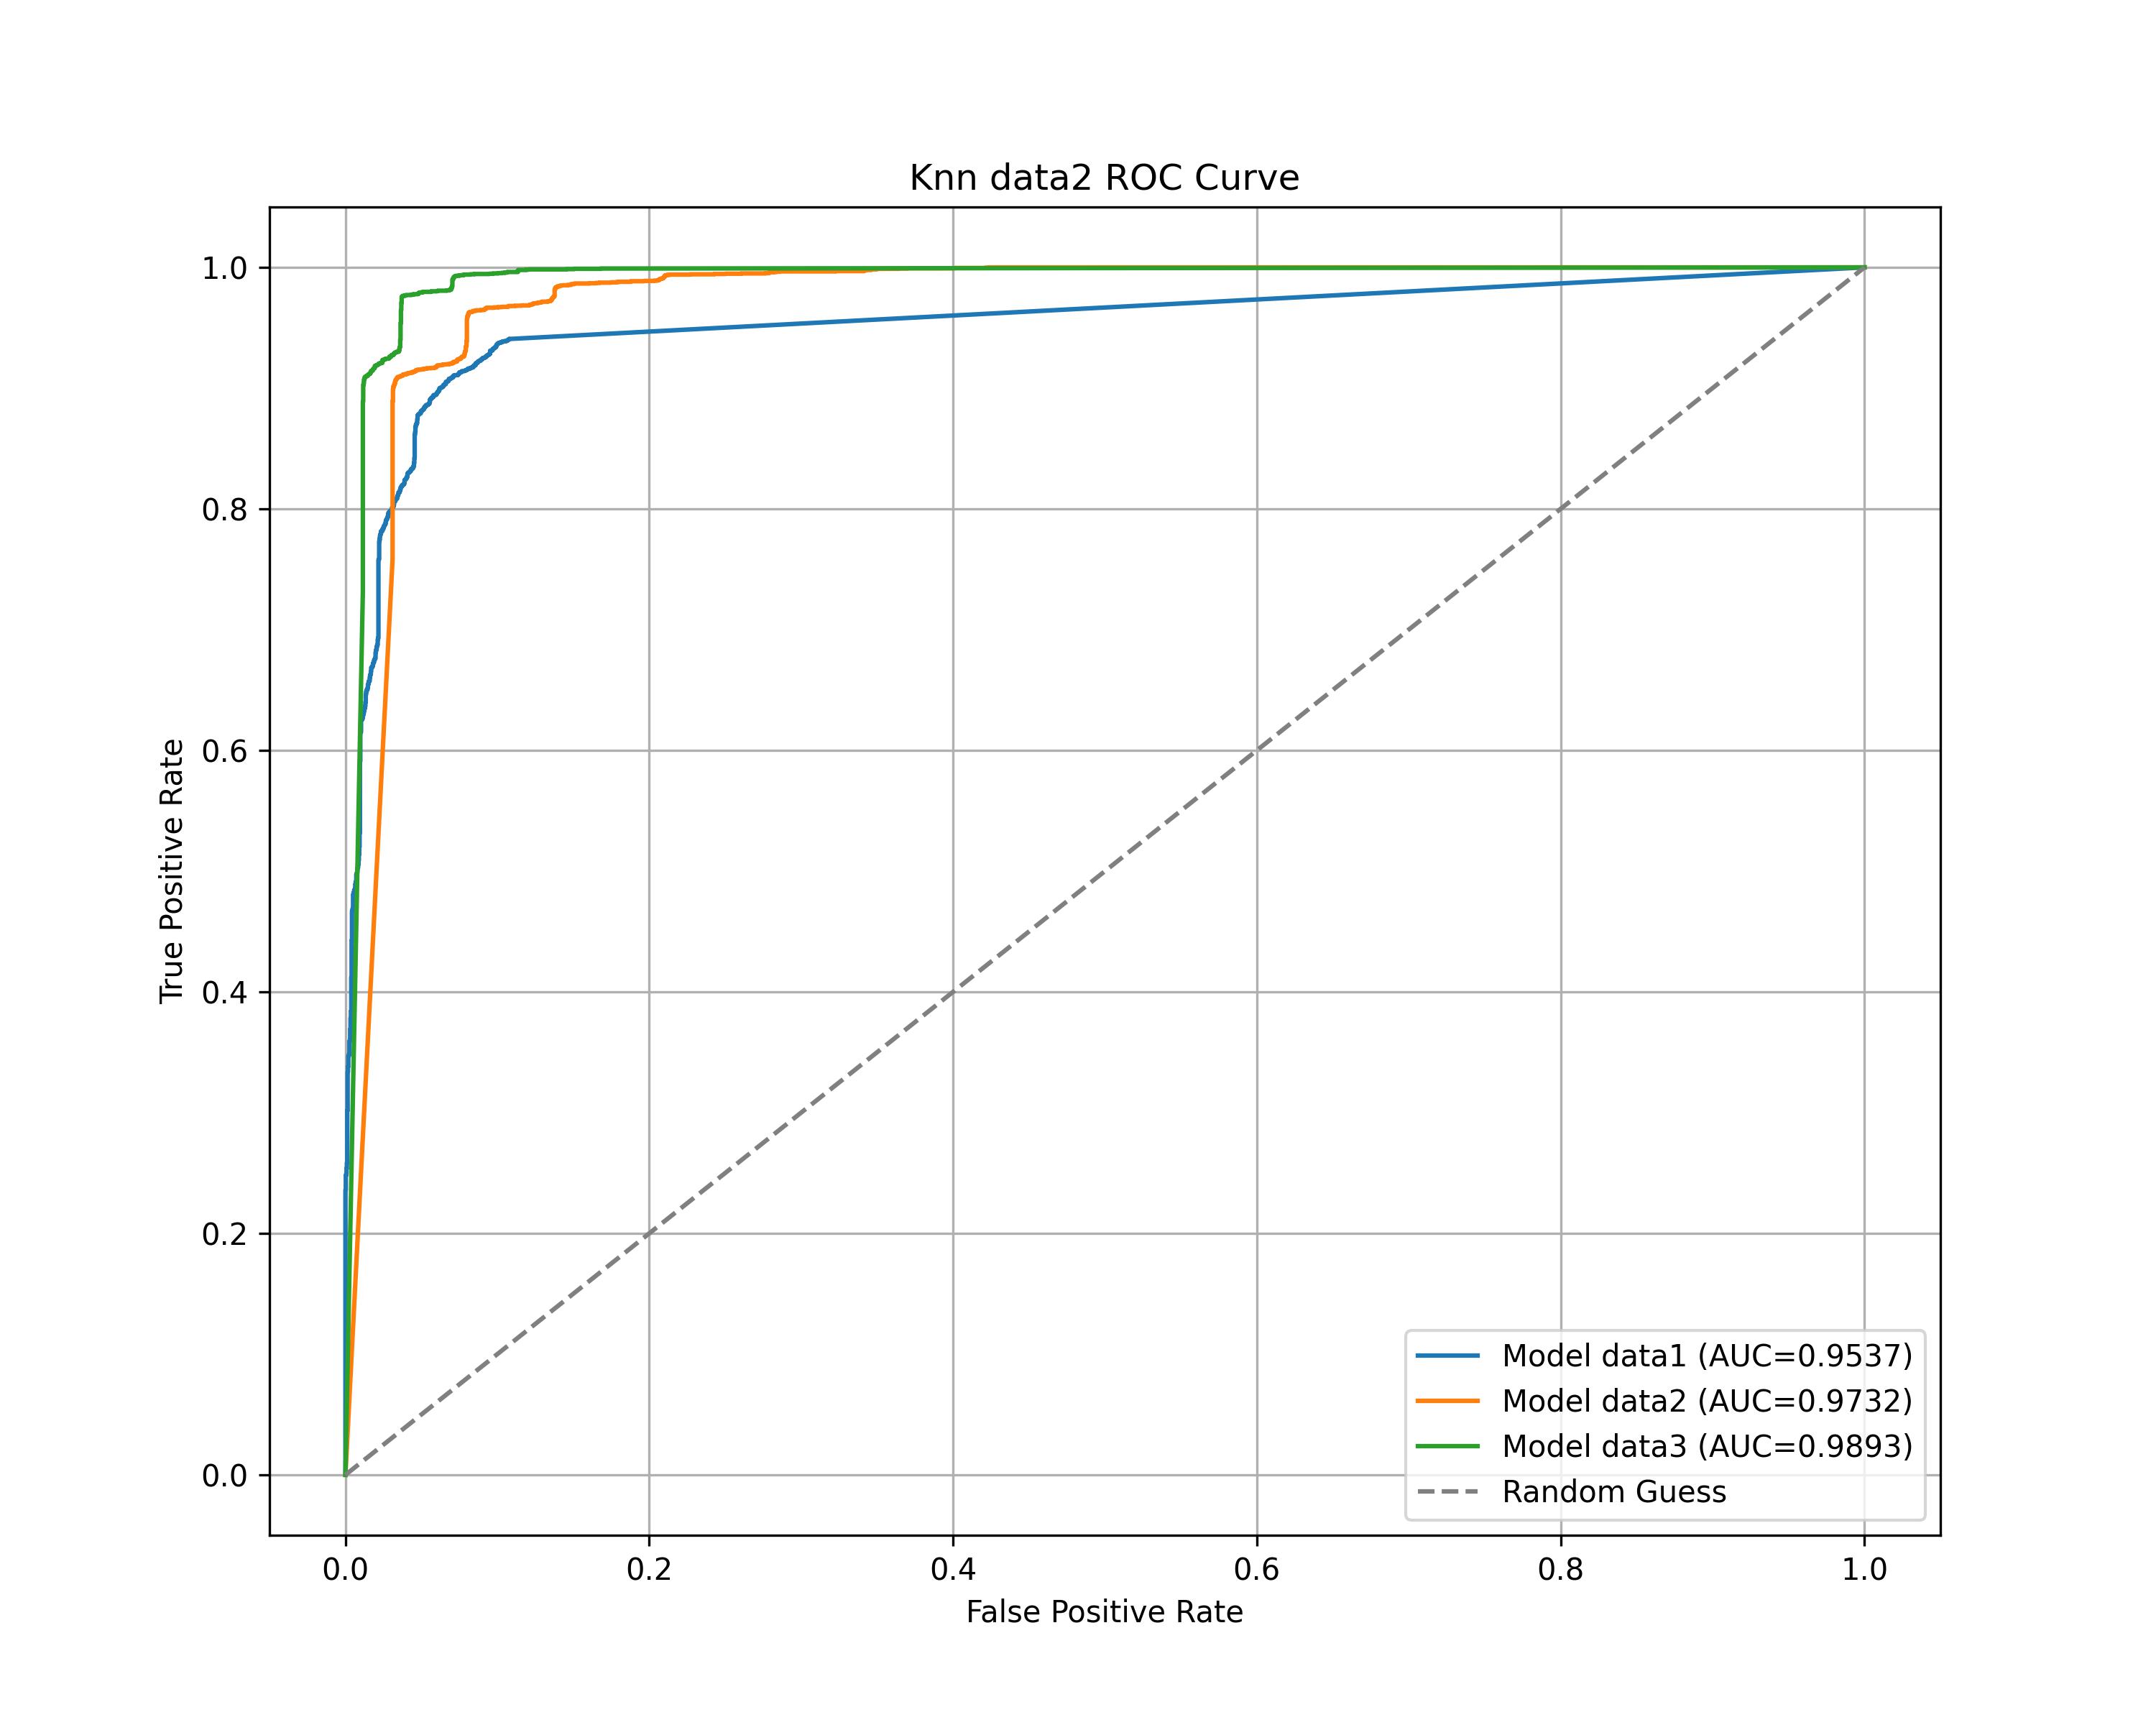 Knn data2 ROC Curve
True Positive Rate
1.0
0.8
0.6
0.4
0.2
0.0
0.0 0.2 0.4 0.6 0.8 1.0
False Positive Rate
Model data1 (AUC=0.9537)
Model data2 (AUC=0.9732)
Model data3 (AUC=0.9893)
Random Guess